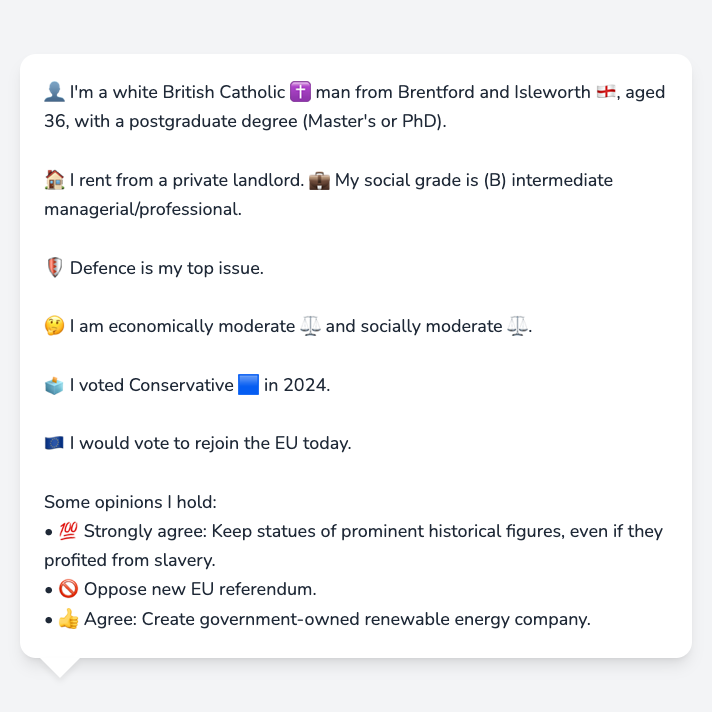 👤 I'm a white British Catholic ✝️ man from Brentford and Isleworth 🏴󠁧󠁢󠁥󠁮󠁧󠁿, aged
36, with a postgraduate degree (Master's or PhD).
🏠 I rent from a private landlord. 💼 My social grade is (B) intermediate
managerial/professional.
🛡️ Defence is my top issue.
🤔 I am economically moderate ⚖️ and socially moderate ⚖️.
🗳️ I voted Conservative 🟦 in 2024.
🇪🇺 I would vote to rejoin the EU today.
Some opinions I hold:
• 💯 Strongly agree: Keep statues of prominent historical figures, even if they
profited from slavery.
• 🚫 Oppose new EU referendum.
• 👍 Agree: Create government-owned renewable energy company.